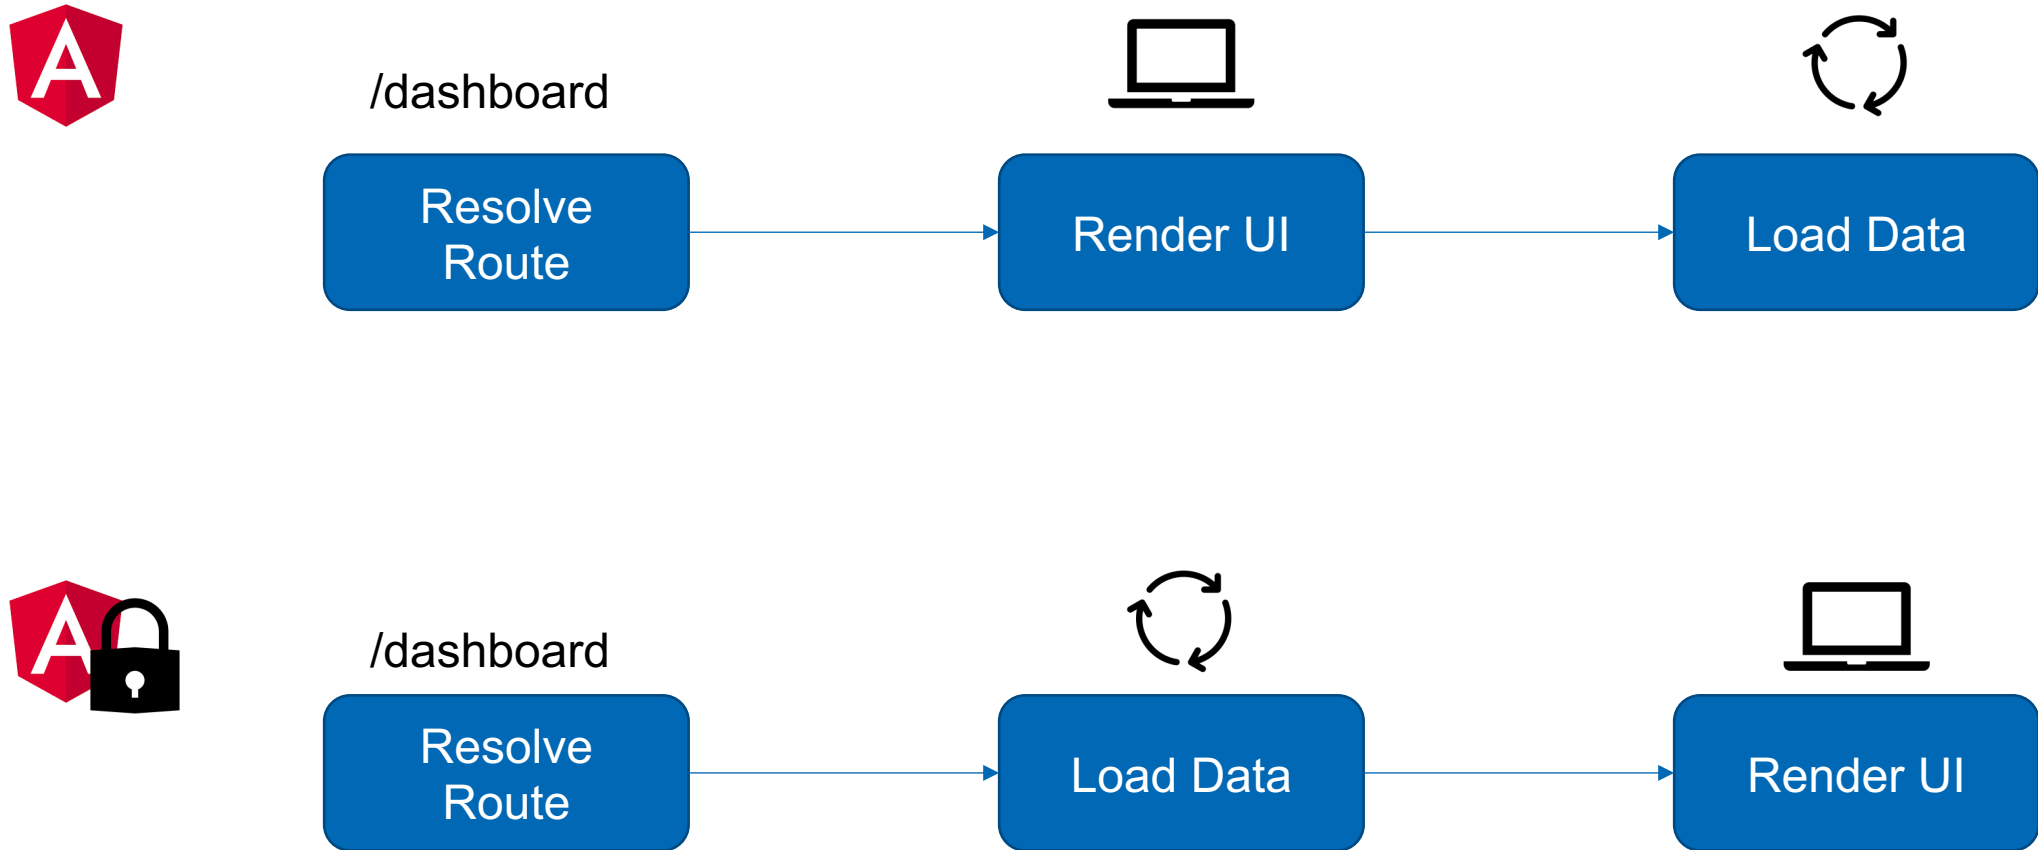 /dashboard
Resolve
Route
Render UI
Load Data
/dashboard
Resolve
Route
Load Data
Render UI